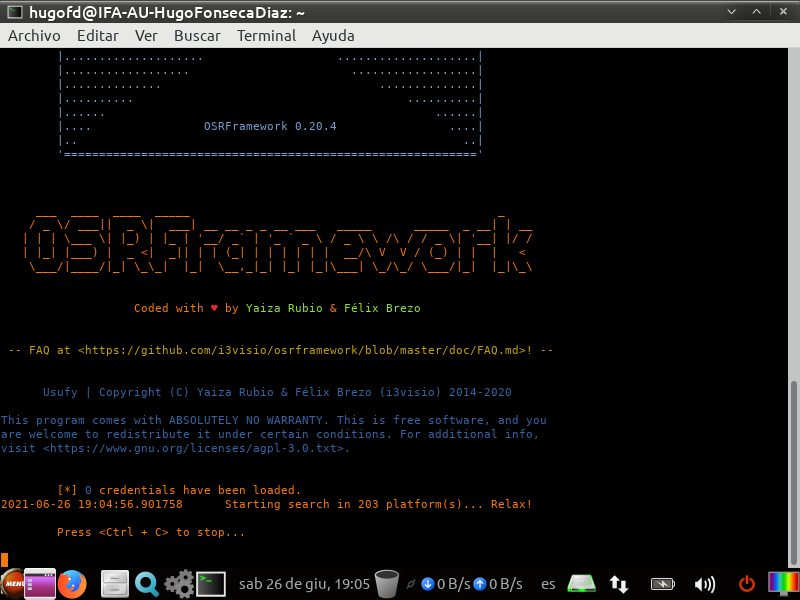 hugofd@IFA-AU-HugoFonsecaDiaz: ~
Archivo Editar Ver Buscar Terminal Ayuda
|.................... ....................|
|.................. ..................|
|.............. ..............|
|.......... ..........|
|...... ......|
|.... OSRFramework 0.20.4 ....|
|.. ..|
'==========================================================='
OSRFramework
Coded with ♥ by Yaiza Rubio & Félix Brezo
-- FAQ at <https://github.com/i3visio/osrframework/blob/master/doc/FAQ.md>! --
Usufy | Copyright (C) Yaiza Rubio & Félix Brezo (i3visio) 2014-2020
This program comes with ABSOLUTELY NO WARRANTY. This is free software, and you
are welcome to redistribute it under certain conditions. For additional info,
visit <https://www.gnu.org/licenses/agpl-3.0.txt>.
[*] 0 credentials have been loaded.
2021-06-26 19:04:56.901758 Starting search in 203 platform(s)... Relax!
Press <Ctrl + C> to stop...
MENU sab 26 de giu, 19:05 0 B/s 0 B/s es